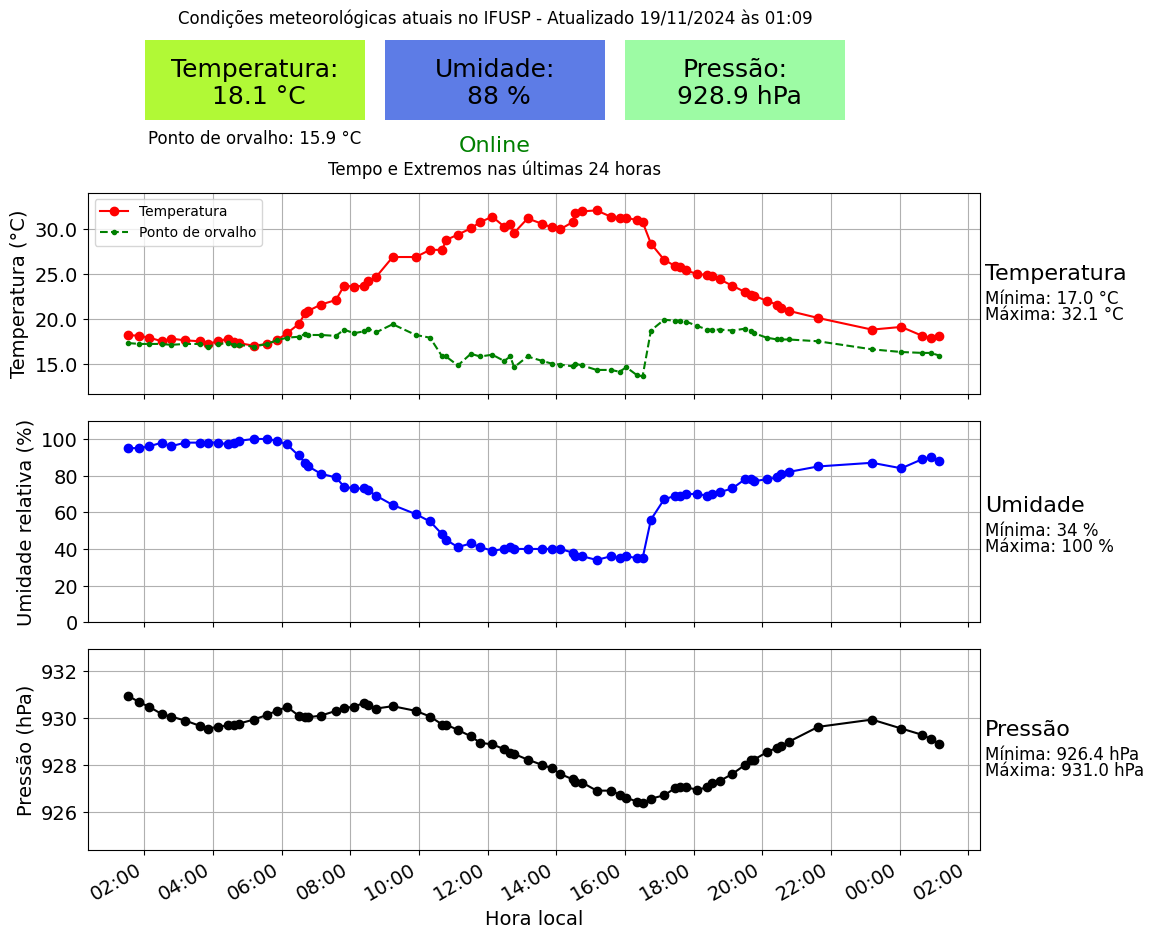 Condições meteorológicas atuais no IFUSP - Atualizado 19/11/2024 às 01:09
Temperatura:
18.1 °C
Umidade:
88 %
Pressão:
928.9 hPa
Ponto de orvalho: 15.9 °C
Online
Tempo e Extremos nas últimas 24 horas
Temperatura
Ponto de orvalho
Temperatura (°C)
30.0
25.0
20.0
15.0
Temperatura
Mínima: 17.0 °C
Máxima: 32.1 °C
Umidade relativa (%)
100
80
60
40
20
0
Umidade
Mínima: 34 %
Máxima: 100 %
Pressão (hPa)
932
930
928
926
Pressão
Mínima: 926.4 hPa
Máxima: 931.0 hPa
02:00 04:00 06:00 08:00 10:00 12:00 14:00 16:00 18:00 20:00 22:00 00:00 02:00
Hora local